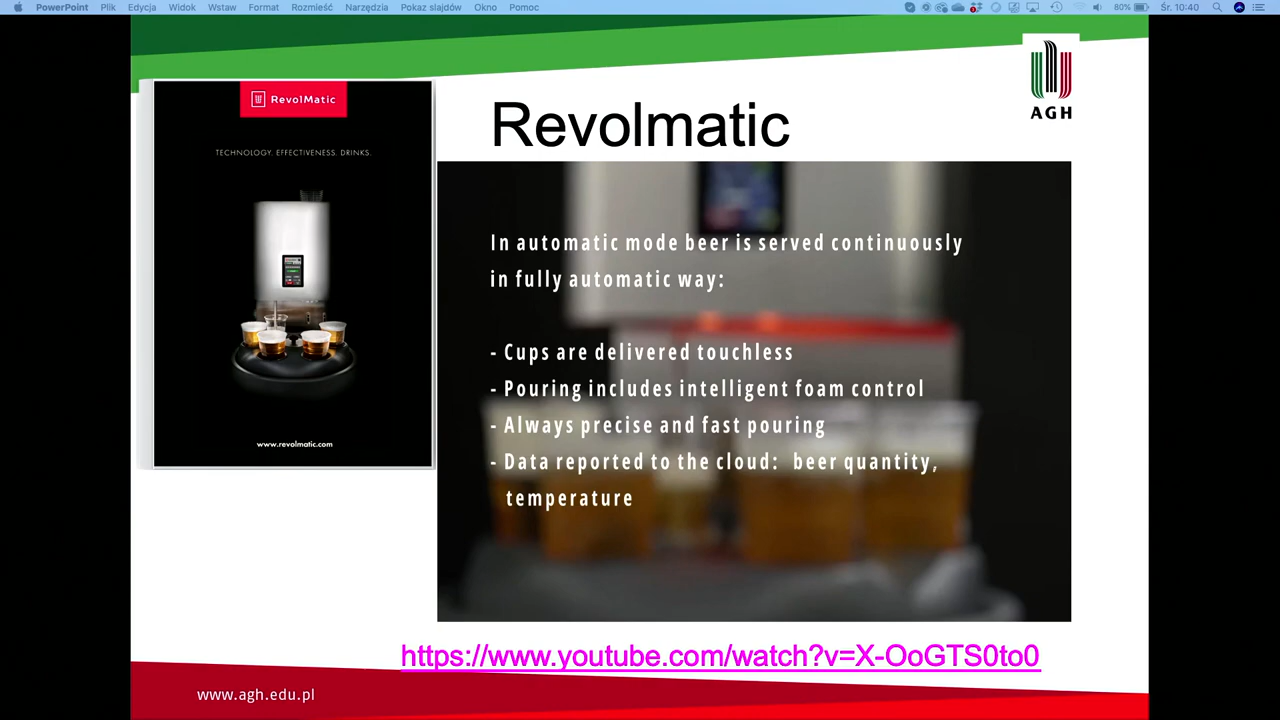 PowerPoint Plik Edycja Widok Wstaw Format Rozmieść Narzędzia Pokaz slajdów Okno Pomoc 80% Śr. 10:40
RevolMatic
TECHNOLOGY. EFFECTIVENESS. DRINKS.
www.revolmatic.com
AGH
Revolmatic
In automatic mode beer is served continuously
in fully automatic way:
- Cups are delivered touchless
- Pouring includes intelligent foam control
- Always precise and fast pouring
- Data reported to the cloud: beer quantity,
temperature
https://www.youtube.com/watch?v=X-OoGTS0to0
www.agh.edu.pl